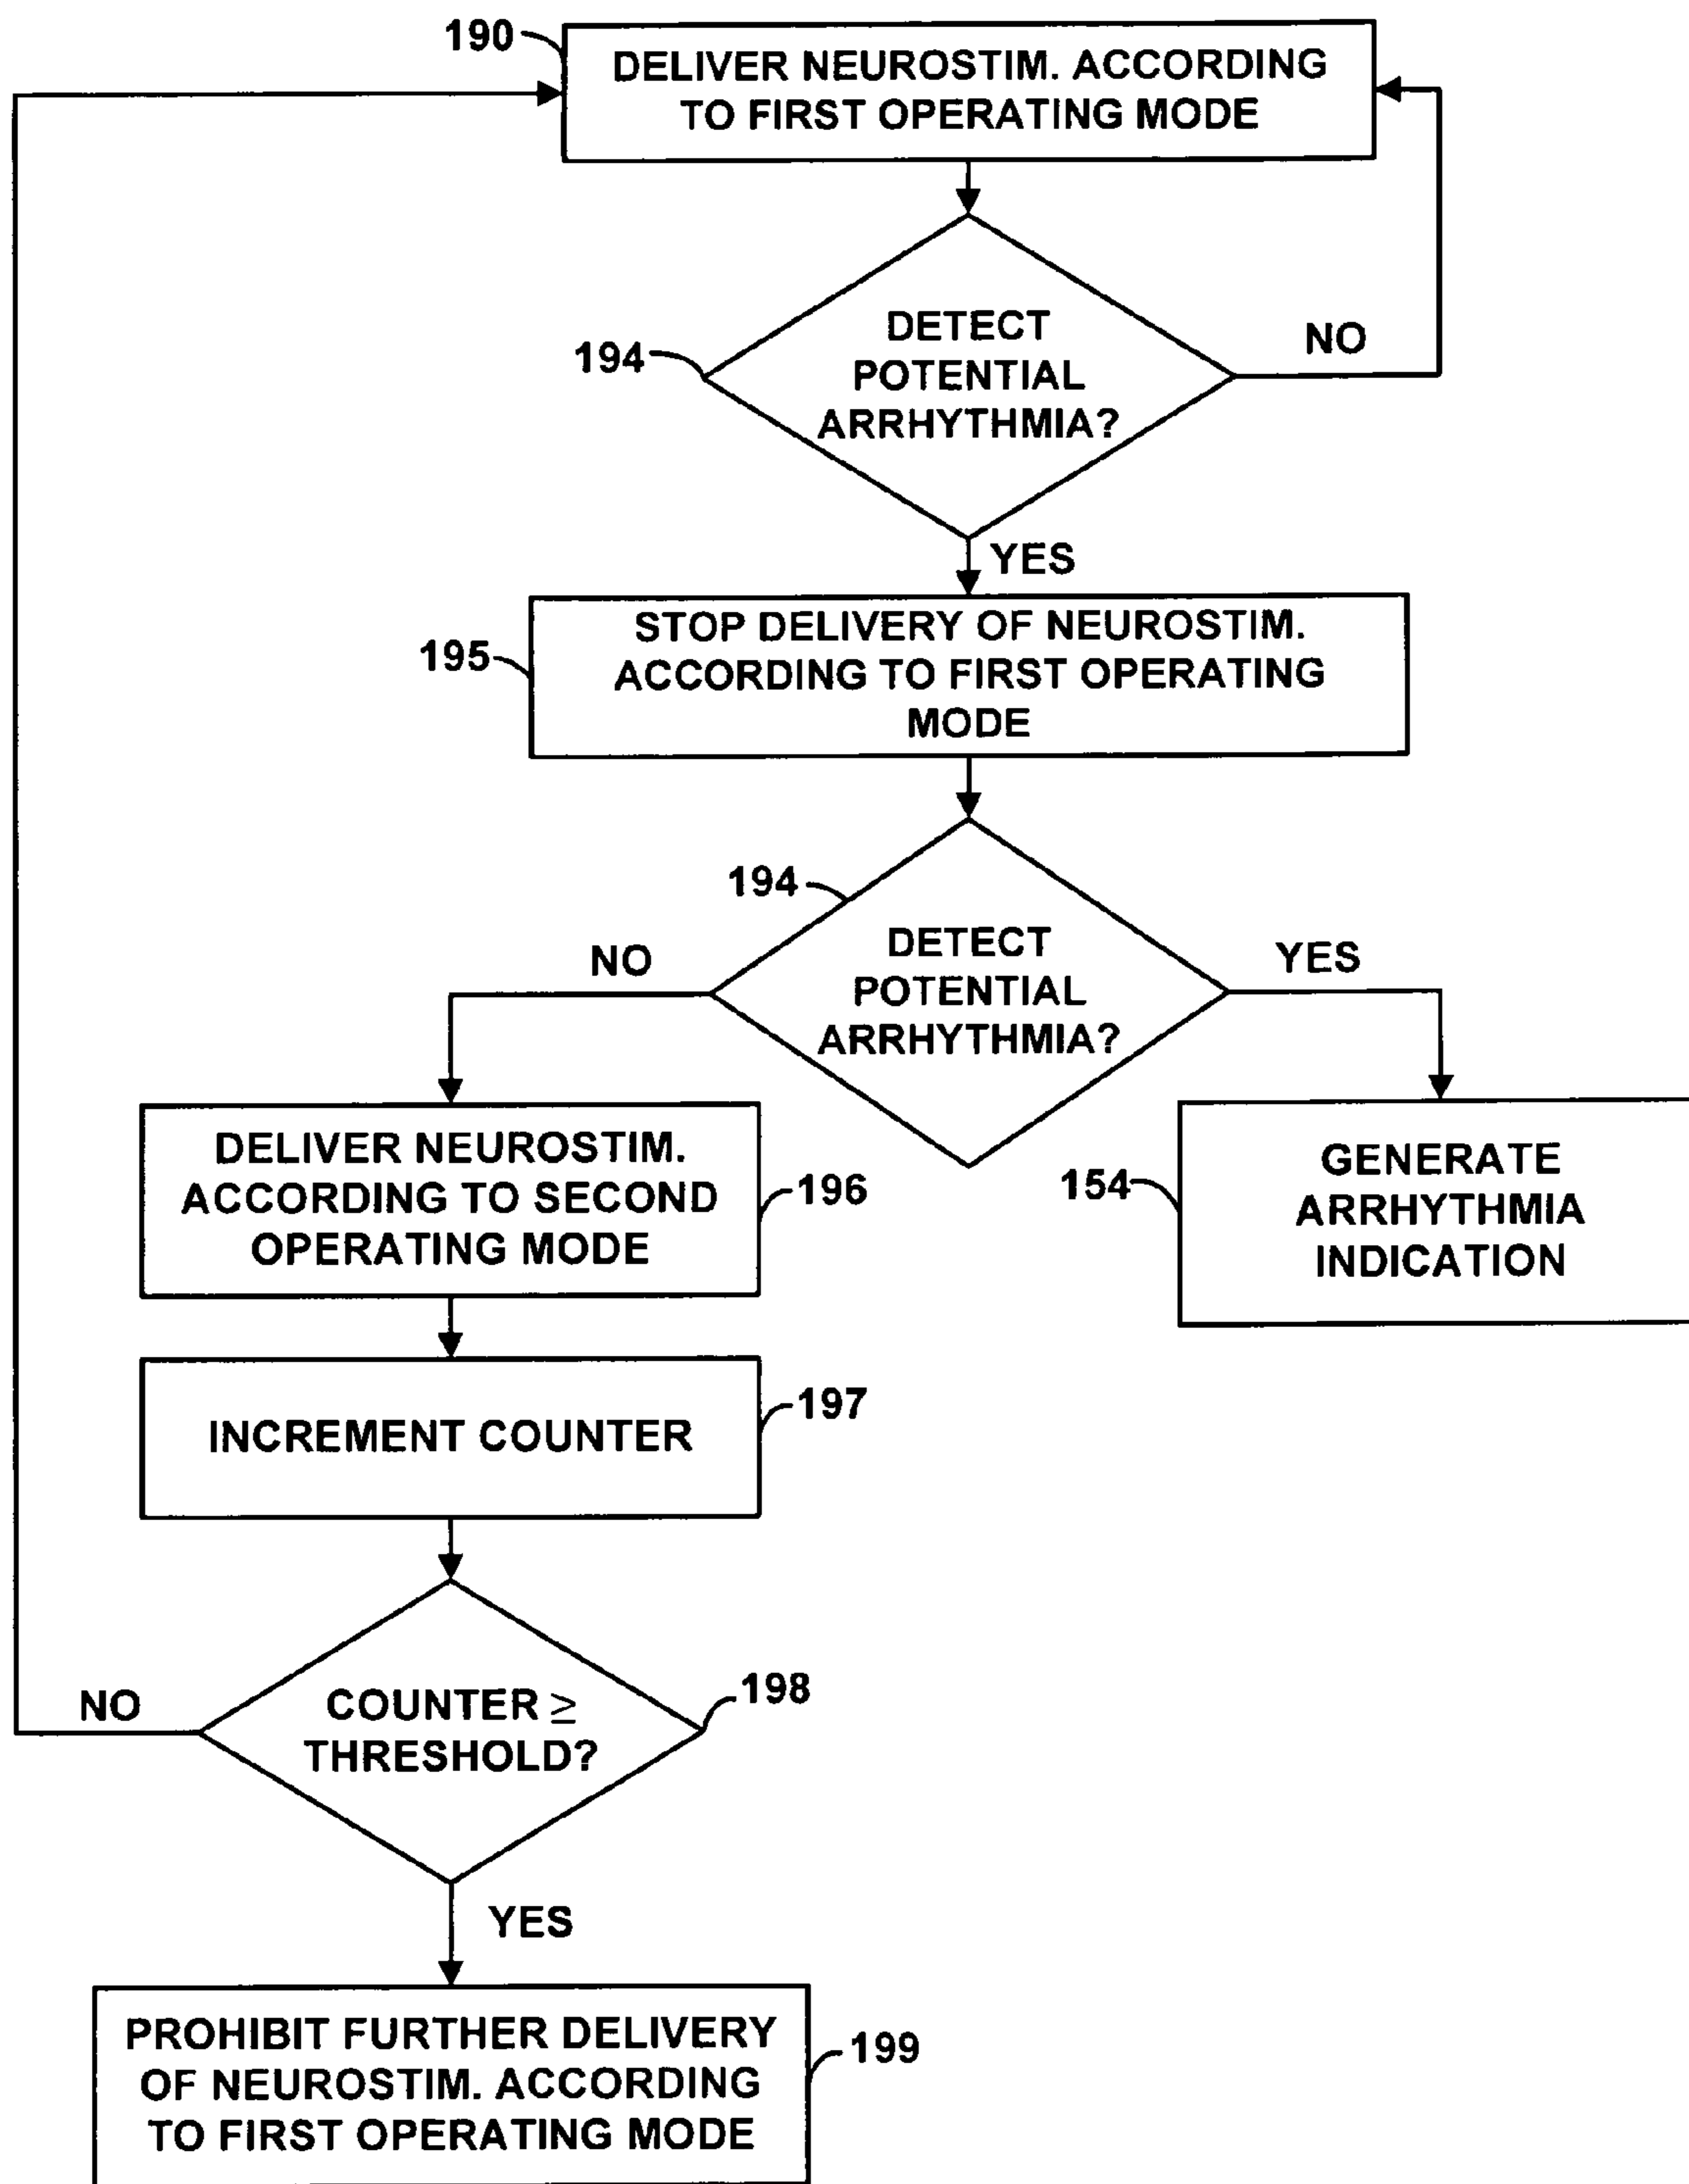 190
DELIVER NEUROSTIM. ACCORDING
TO FIRST OPERATING MODE
194
DETECT
POTENTIAL
ARRHYTHMIA?
NO
YES
195
STOP DELIVERY OF NEUROSTIM.
ACCORDING TO FIRST OPERATING
MODE
194
DETECT
POTENTIAL
ARRHYTHMIA?
NO
YES
DELIVER NEUROSTIM.
ACCORDING TO SECOND
OPERATING MODE
196
154
GENERATE
ARRHYTHMIA
INDICATION
INCREMENT COUNTER
197
COUNTER ≥
THRESHOLD?
198
NO
YES
PROHIBIT FURTHER DELIVERY
OF NEUROSTIM. ACCORDING
TO FIRST OPERATING MODE
199